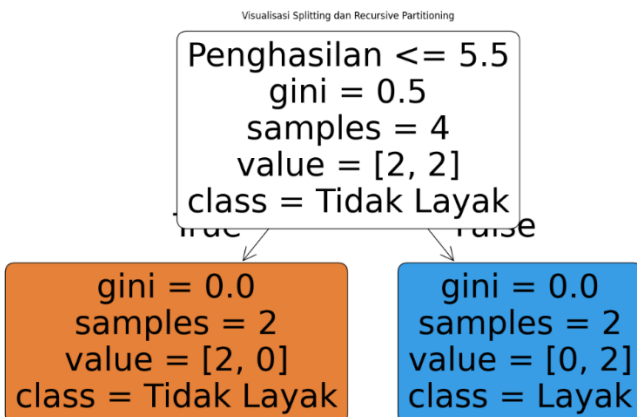 Visualisasi Splitting dan Recursive Partitioning
Penghasilan <= 5.5
gini = 0.5
samples = 4
value = [2, 2]
class = Tidak Layak
True False
gini = 0.0
samples = 2
value = [2, 0]
class = Tidak Layak
gini = 0.0
samples = 2
value = [0, 2]
class = Layak